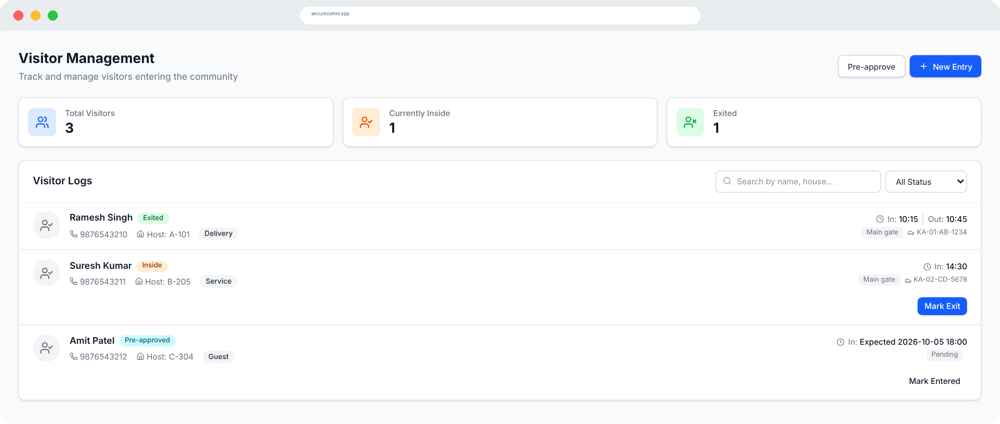 securecomm.app
Visitor Management
Track and manage visitors entering the community
Pre-approve
New Entry
Total Visitors
3
Currently Inside
1
Exited
1
Visitor Logs
Search by name, house...
All Status
Ramesh Singh Exited
9876543210 Host: A-101 Delivery
In: 10:15 Out: 10:45
Main gate KA-01-AB-1234
Suresh Kumar Inside
9876543211 Host: B-205 Service
In: 14:30
Main gate KA-02-CD-5678
Mark Exit
Amit Patel Pre-approved
9876543212 Host: C-304 Guest
In: Expected 2026-10-05 18:00
Pending
Mark Entered